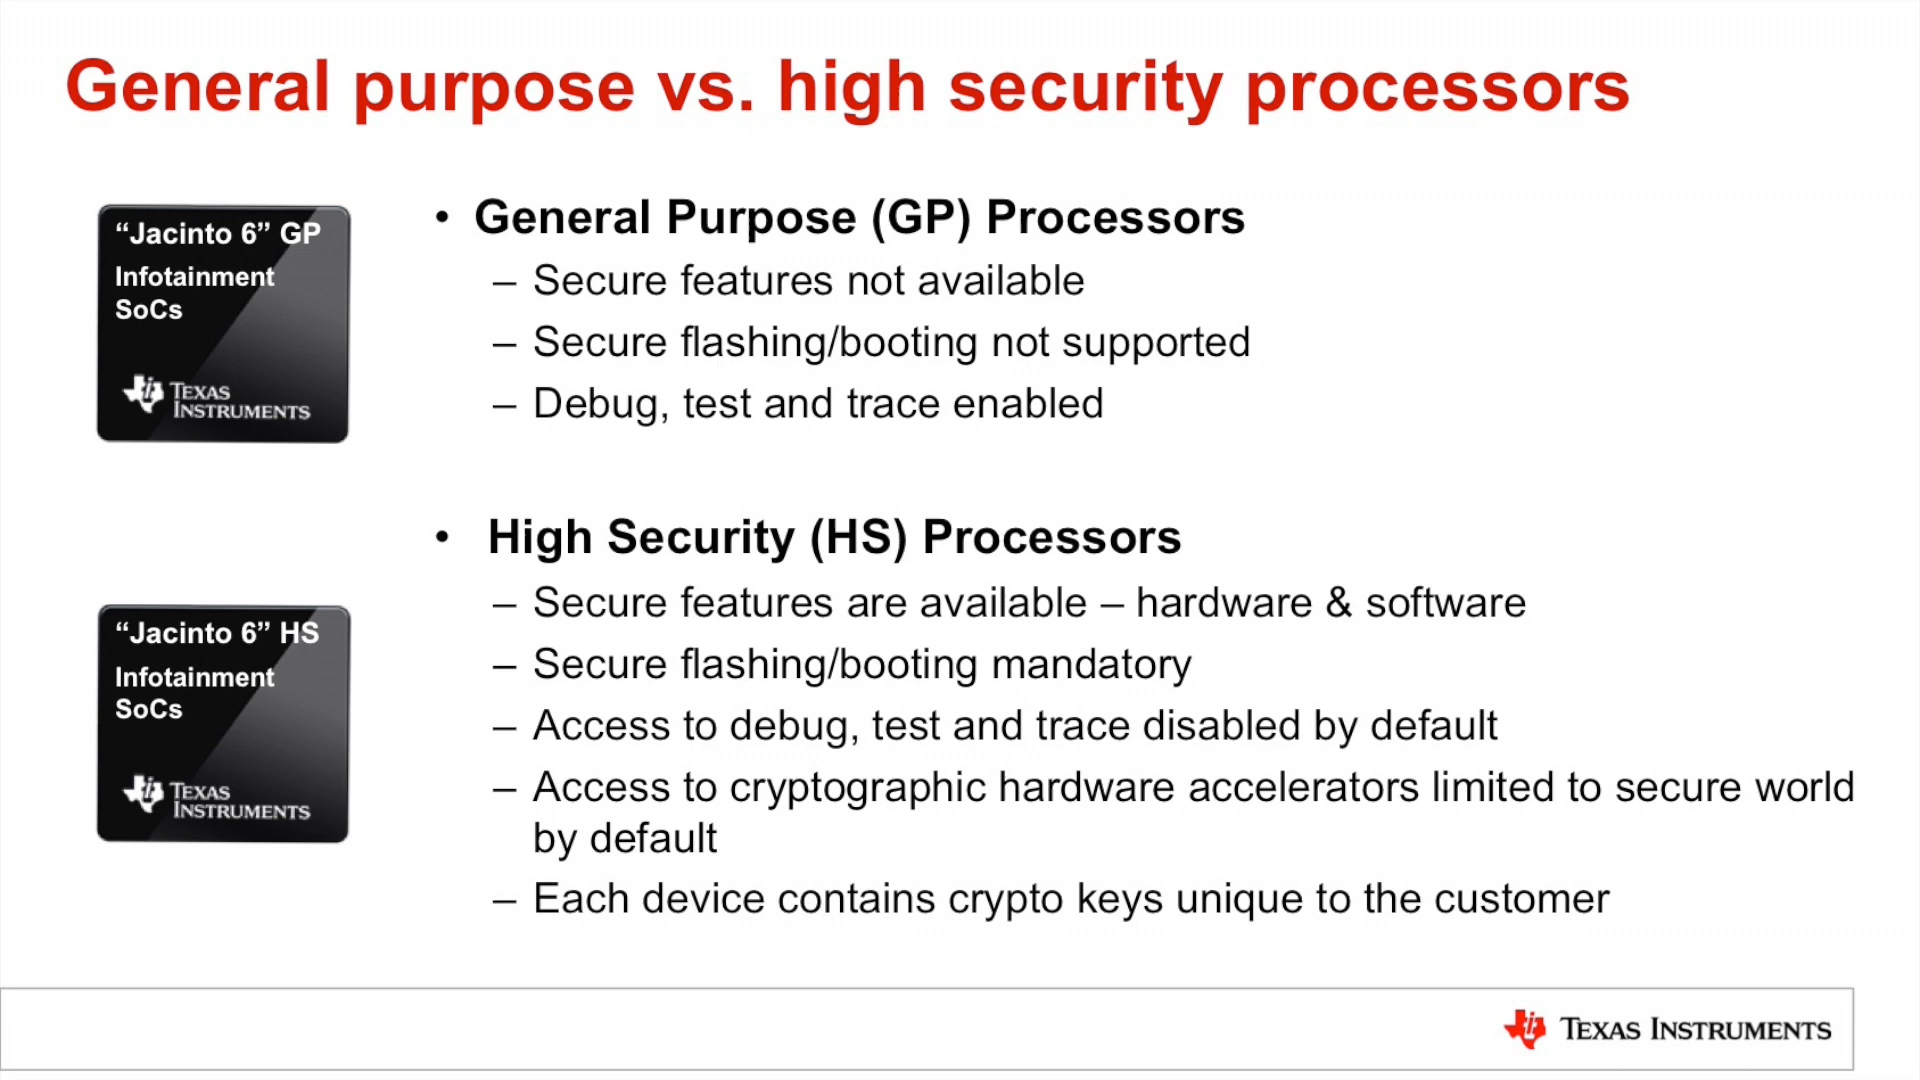 General purpose vs. high security processors
“Jacinto 6” GP
Infotainment
SoCs
TEXAS
INSTRUMENTS
• General Purpose (GP) Processors
– Secure features not available
– Secure flashing/booting not supported
– Debug, test and trace enabled
“Jacinto 6” HS
Infotainment
SoCs
TEXAS
INSTRUMENTS
• High Security (HS) Processors
– Secure features are available – hardware & software
– Secure flashing/booting mandatory
– Access to debug, test and trace disabled by default
– Access to cryptographic hardware accelerators limited to secure world
by default
– Each device contains crypto keys unique to the customer
TEXAS INSTRUMENTS